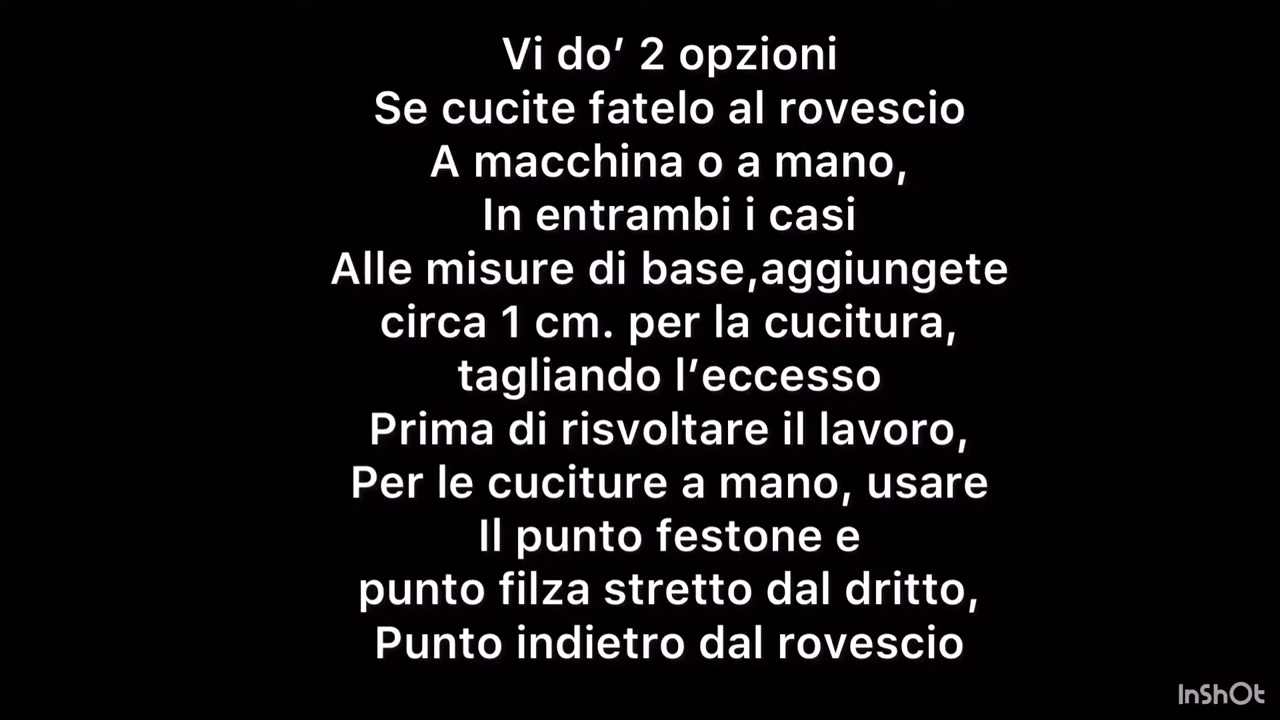 Vi do’ 2 opzioni
Se cucite fatelo al rovescio
A macchina o a mano,
In entrambi i casi
Alle misure di base,aggiungete
circa 1 cm. per la cucitura,
tagliando l’eccesso
Prima di risvoltare il lavoro,
Per le cuciture a mano, usare
Il punto festone e
punto filza stretto dal dritto,
Punto indietro dal rovescio
InShOt